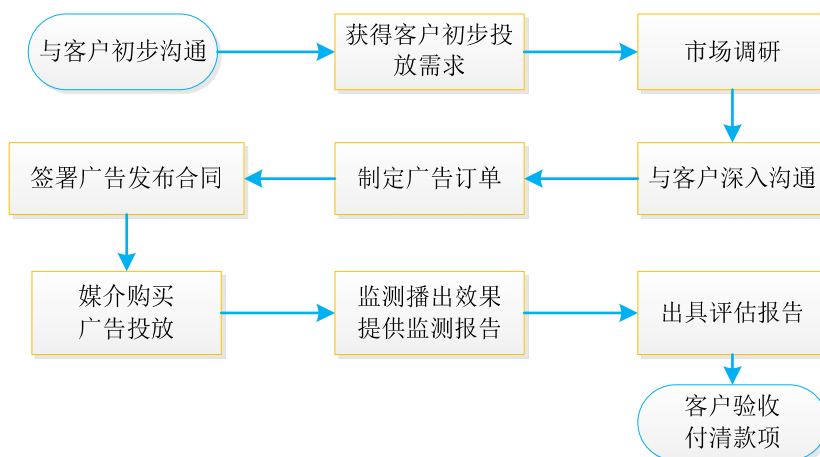 与客户初步沟通
获得客户初步投
放需求
市场调研
与客户深入沟通
制定广告订单
签署广告发布合同
媒介购买
广告投放
监测播出效果
提供监测报告
出具评估报告
客户验收
付清款项